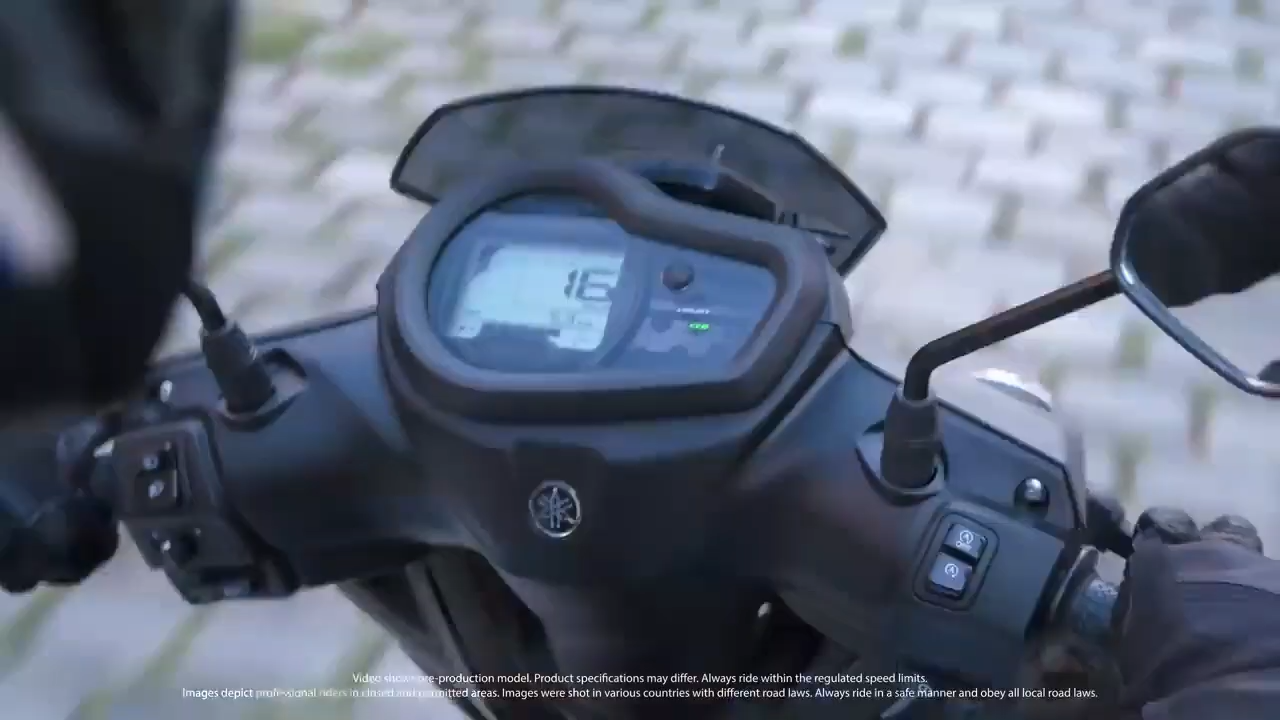 16
ECO
Video shows pre-production model. Product specifications may differ. Always ride within the regulated speed limits.
Images depict professional riders in closed and permitted areas. Images were shot in various countries with different road laws. Always ride in a safe manner and obey all local road laws.